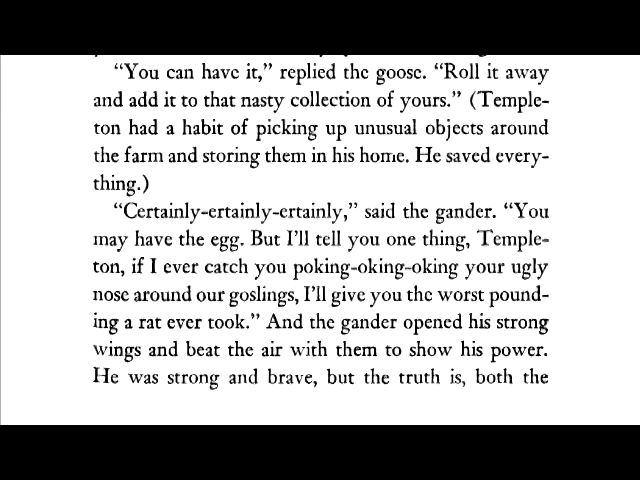 “You can have it,” replied the goose. “Roll it away
and add it to that nasty collection of yours.” (Temple-
ton had a habit of picking up unusual objects around
the farm and storing them in his home. He saved every-
thing.)
“Certainly-ertainly-ertainly,” said the gander. “You
may have the egg. But I’ll tell you one thing, Temple-
ton, if I ever catch you poking-oking-oking your ugly
nose around our goslings, I’ll give you the worst pound-
ing a rat ever took.” And the gander opened his strong
wings and beat the air with them to show his power.
He was strong and brave, but the truth is, both the